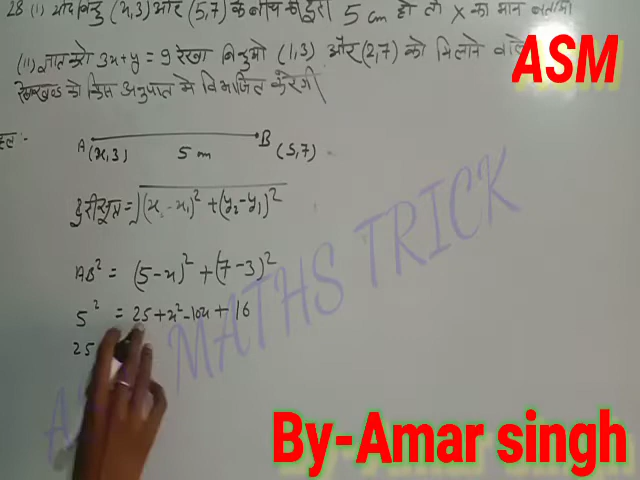 28 (i) यदि बिन्दु (x,3) और (5,7) के बीच की दूरी 5 cm हो तो x का मान बताओ
(ii) ज्ञात करो 3x+y = 9 रेखा बिन्दुओ (1,3) और (2,7) को मिलाने वाले
रेखाखण्ड को किस अनुपात मे विभाजित करेगी
ASM
हल :-
A B
(x,3) 5 cm (5,7)
दुरी सूत्र = √(x - x₁)² + (y₂-y₁)²
AB² = (5-x)² + (7-3)²
5² = 25 + x² - 10x + 16
25
ASM MATHS TRICK
By-Amar singh